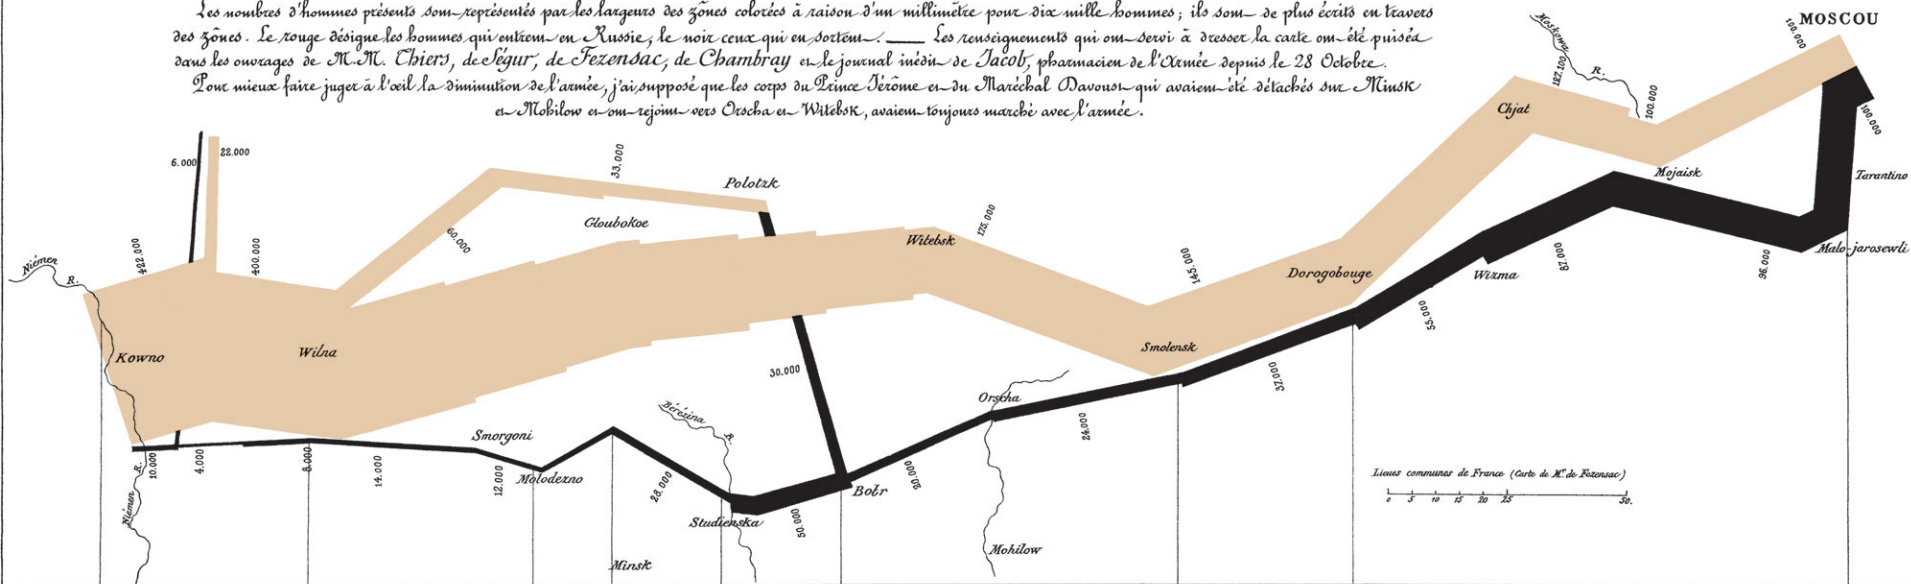 Les nombres d'hommes présents sont représentés par les largeurs des zônes colorées à raison d'un millimètre pour dix mille hommes; ils sont de plus écrits en travers
des zônes. Le rouge désigne les hommes qui entrent en Russie, le noir ceux qui en sortent. ____ Les renseignements qui ont servi à dresser la carte ont été puisés
dans les ouvrages de M.M. Thiers, de Ségur, de Fezensac, de Chambray et le journal inédit de Jacob, pharmacien de l'Armée depuis le 28 Octobre.
Pour mieux faire juger à l'œil la diminution de l'armée, j'ai supposé que les corps du Prince Jérôme et du Maréchal Davoust qui avaient été détachés sur Minsk
et Mohilow et ont rejoint vers Orscha et Witebsk, avaient toujours marché avec l'armée.
MOSCOU
100.000
Moskowa
R.
127.100
100.000
Chjat
100.000
Mojaisk
Tarantino
Malo-jarosewli
6.000
22.000
33.000
Polotzk
Gloubokoe
60.000
Witebsk
175.000
422.000
400.000
Niémen
R.
145.000
Dorogobouge
87.000
Wizma
96.000
55.000
Kowno
Wilna
Smolensk
30.000
37.000
Orscha
24.000
Bérézina
R.
Smorgoni
10.000
4.000
8.000
14.000
12.000
Molodezno
28.000
20.000
Bobr
Studienska
50.000
R.
Niémen
Mohilow
Minsk
Lieues communes de France (Carte de M. de Fezensac)
0 5 10 15 20 25 50.